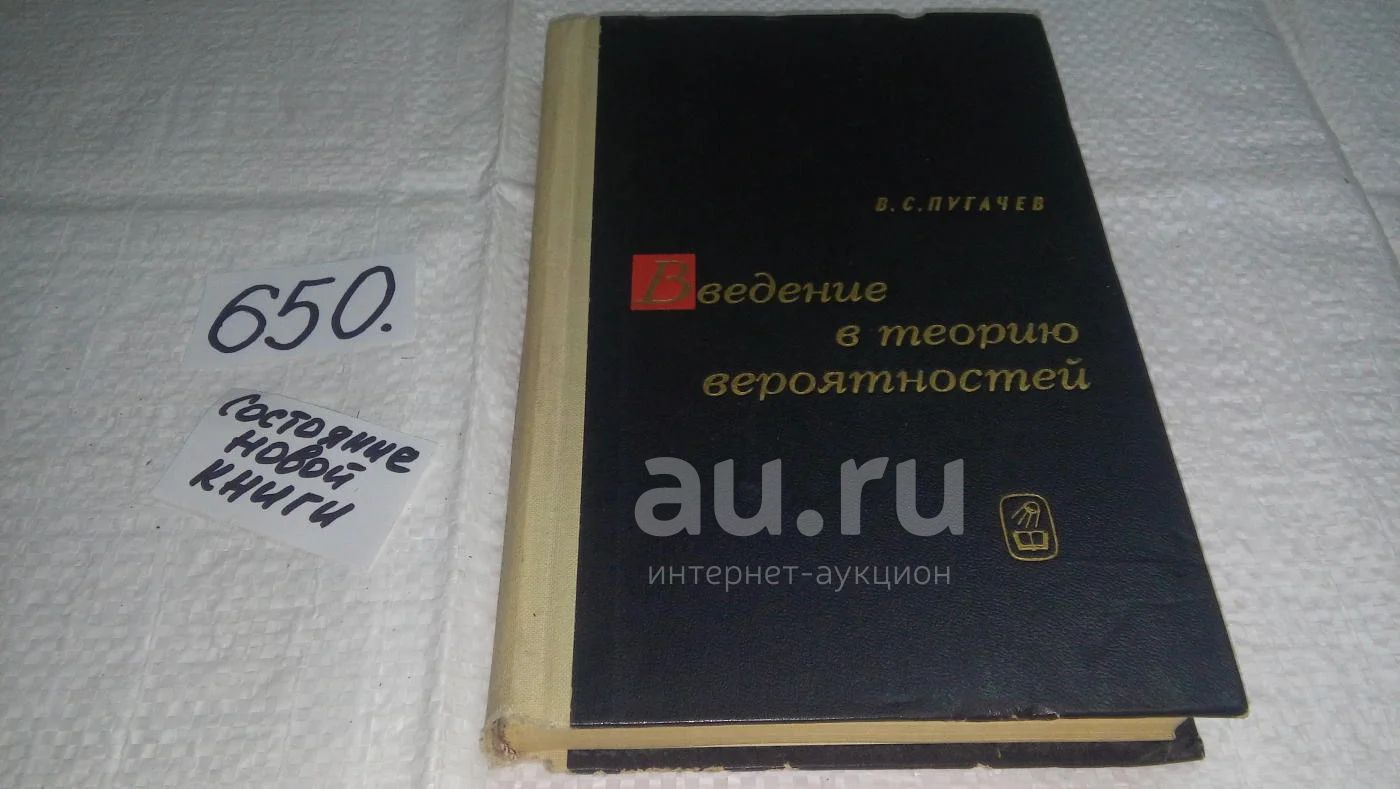 650.
состояние
новой
книги
В. С. ПУГАЧЕВ
Введение
в теорию
вероятностей
au.ru
интернет-аукцион